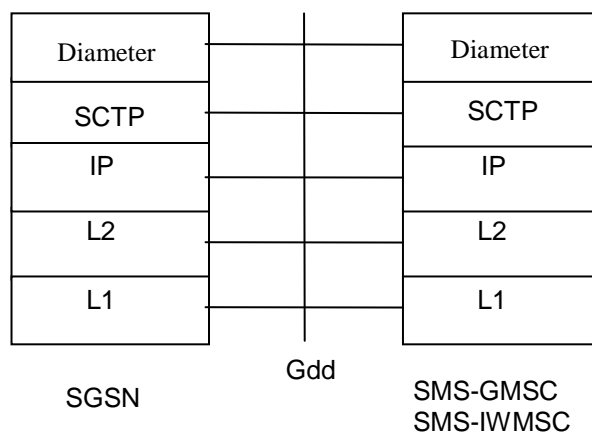 Diameter
SCTP
IP
L2
L1
Diameter
SCTP
IP
L2
L1
Gdd
SGSN
SMS-GMSC
SMS-IWMSC